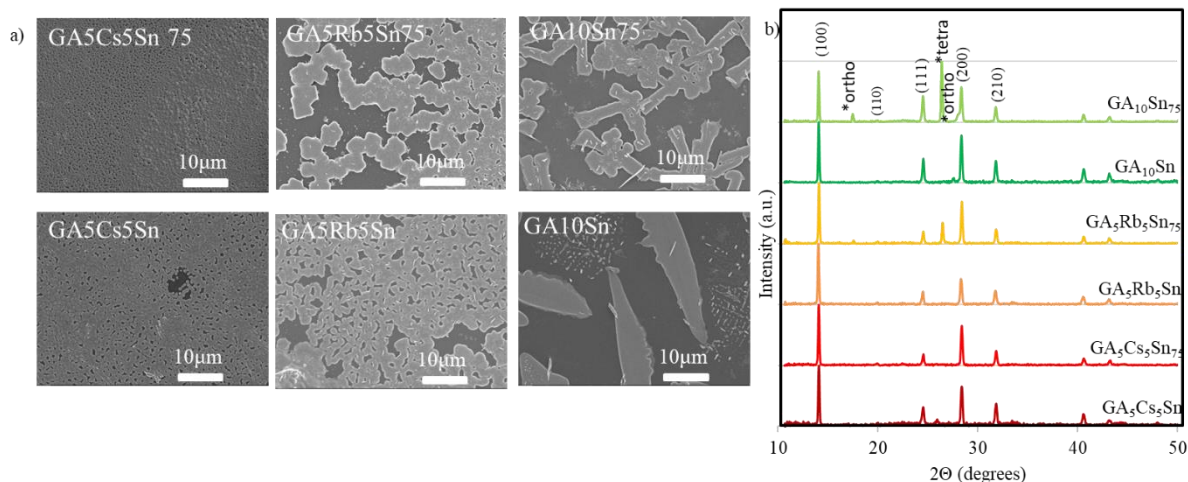 a)
GA5Cs5Sn 75
10μm
GA5Rb5Sn75
10μm
GA10Sn75
10μm
GA5Cs5Sn
10μm
GA5Rb5Sn
10μm
GA10Sn
10μm
b)
(100)
*ortho
(110)
(111)
*tetra
*ortho
(200)
(210)
GA₁₀Sn₇₅
GA₁₀Sn
GA₅Rb₅Sn₇₅
GA₅Rb₅Sn
GA₅Cs₅Sn₇₅
GA₅Cs₅Sn
Intensity (a.u.)
10 20 30 40 50
2Θ (degrees)